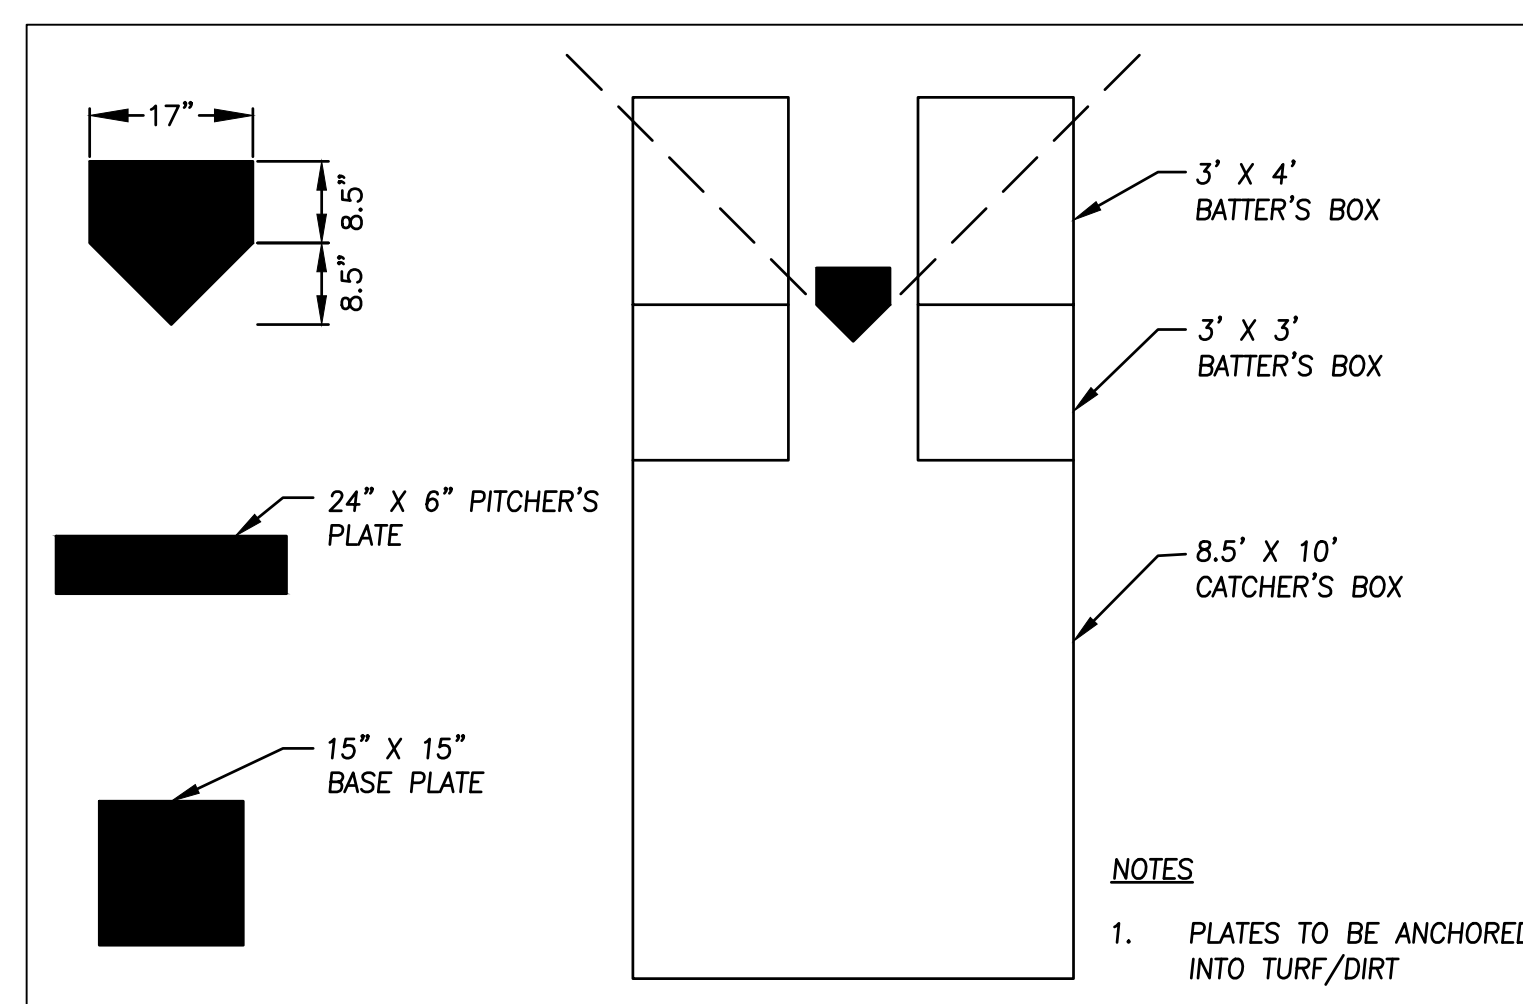 17"
8.5"
8.5"
24" X 6" PITCHER'S
PLATE
15" X 15"
BASE PLATE
3' X 4'
BATTER'S BOX
3' X 3'
BATTER'S BOX
8.5' X 10'
CATCHER'S BOX
NOTES
1. PLATES TO BE ANCHORED
INTO TURF/DIRT